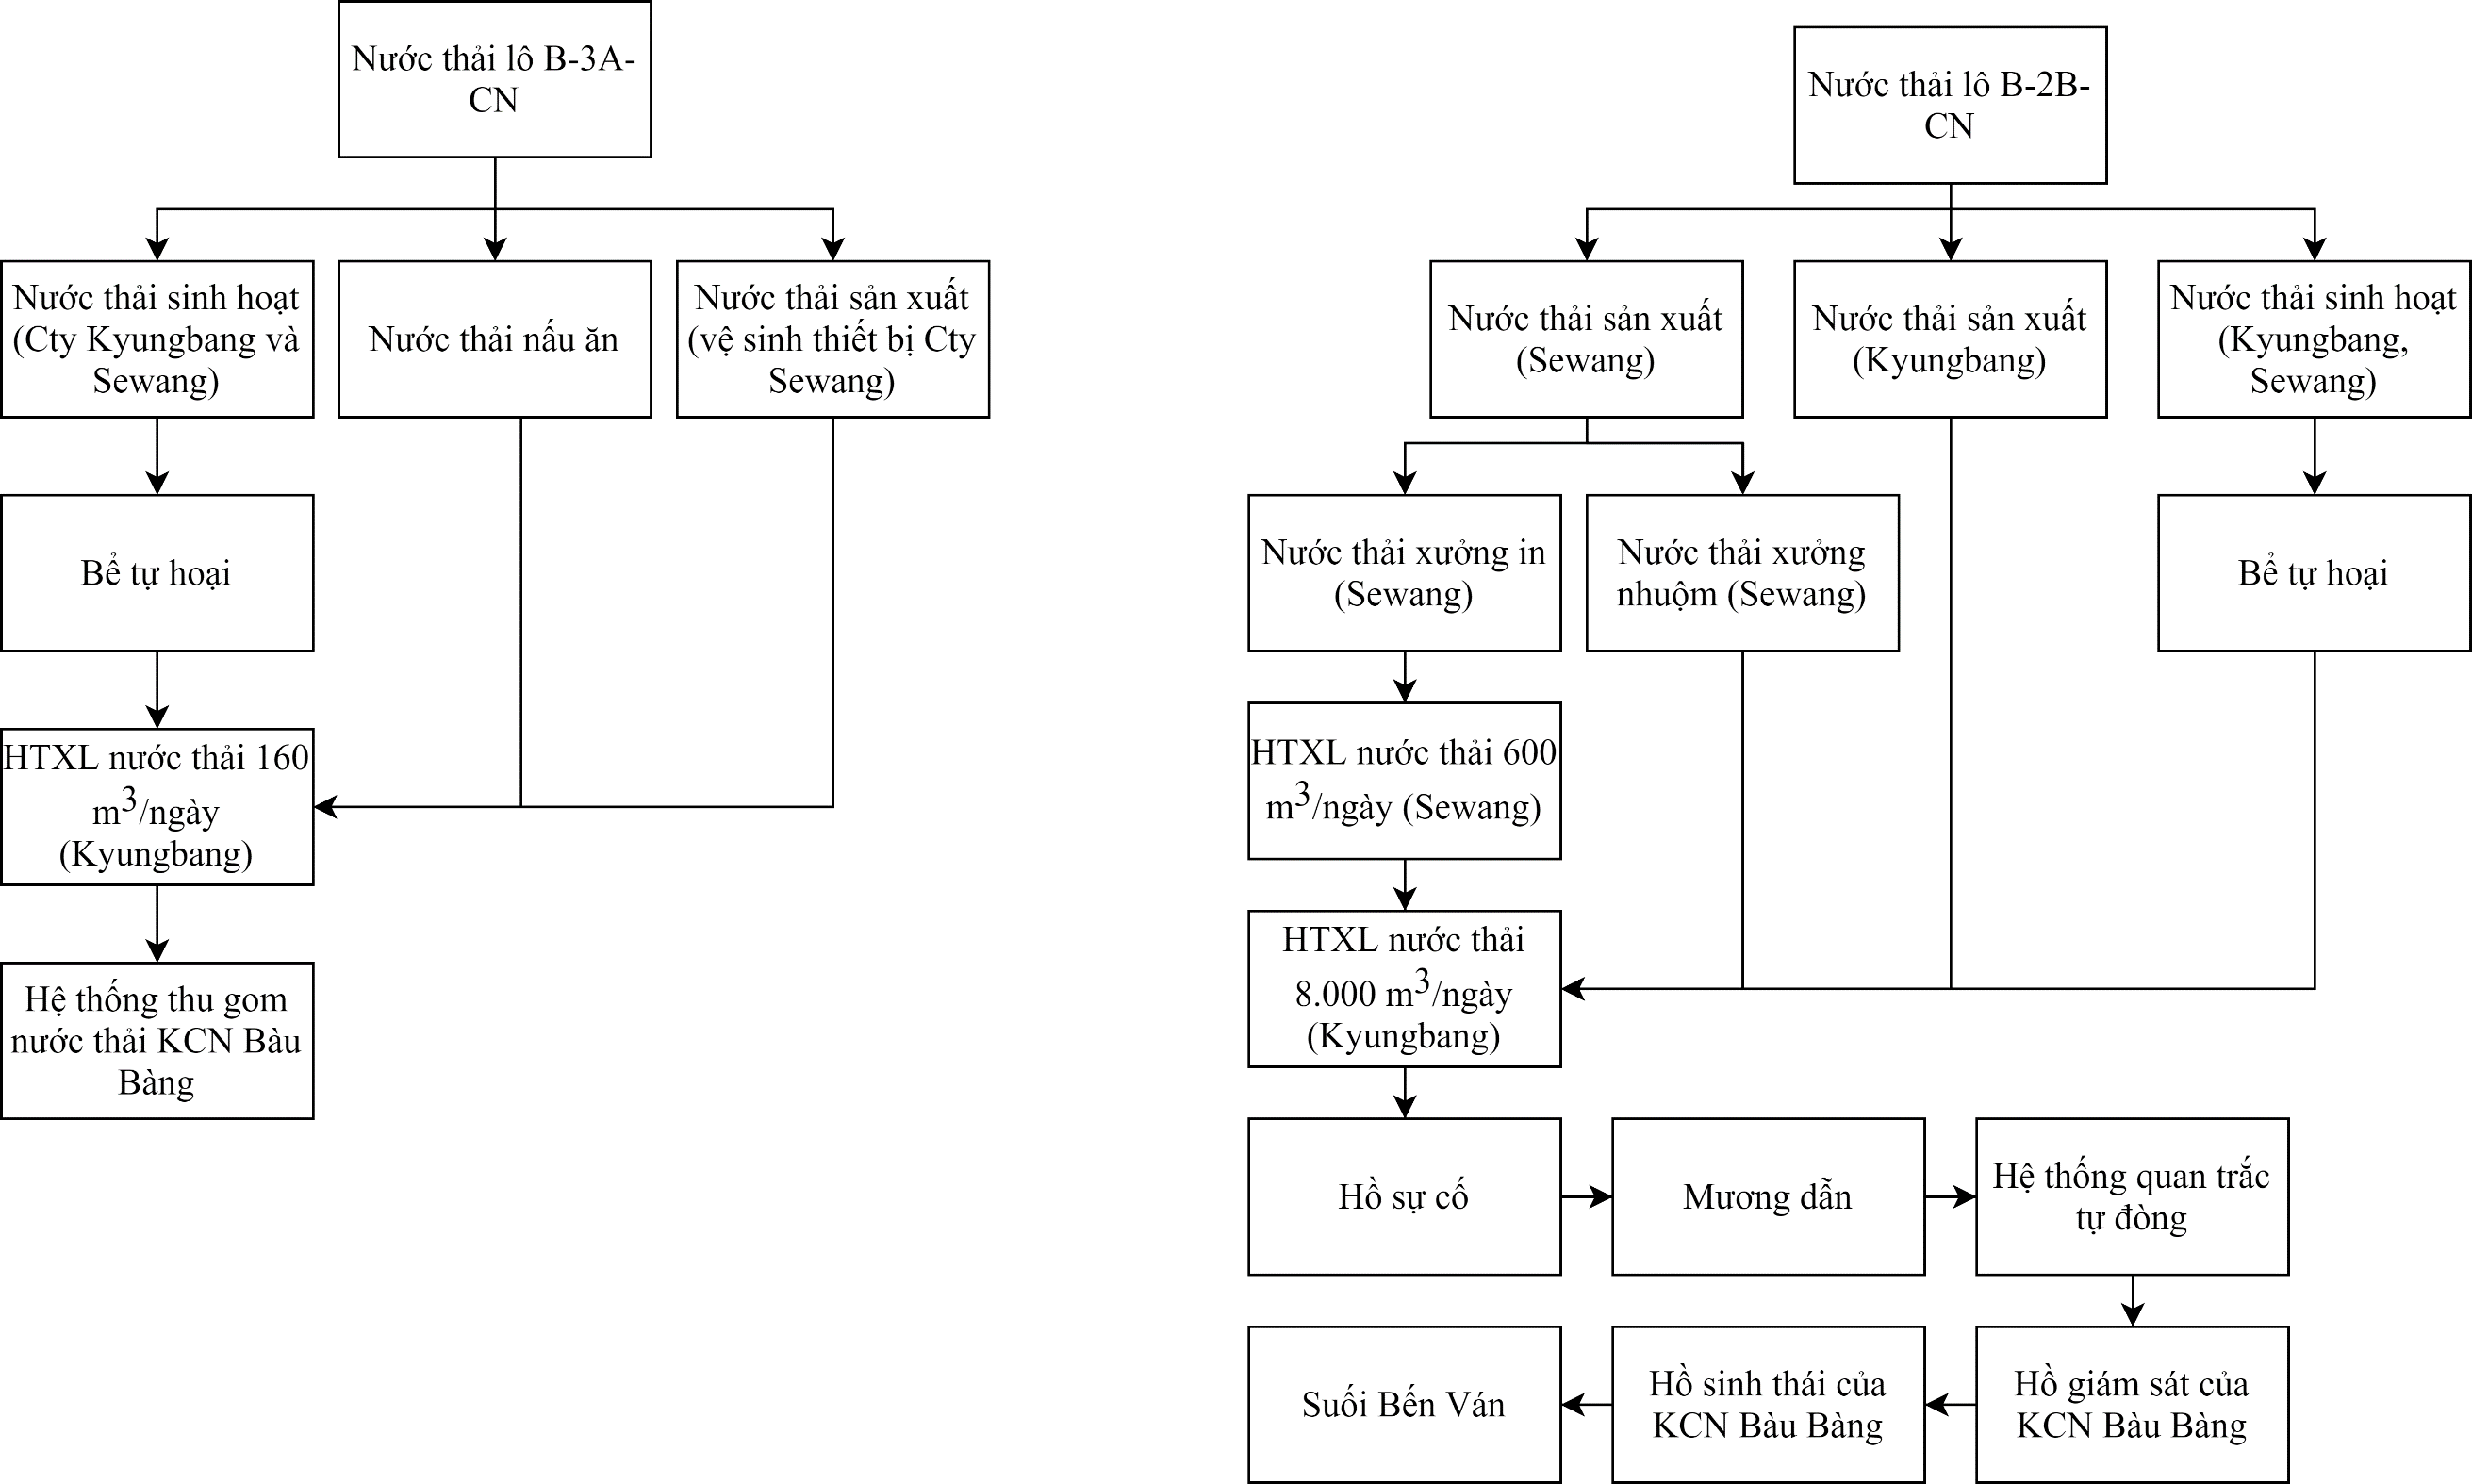 Nước thải lô B-3A-
CN
Nước thải sinh hoạt
(Cty Kyungbang và
Sewang)
Nước thải nấu ăn
Nước thải sản xuất
(vệ sinh thiết bị Cty
Sewang)
Bể tự hoại
HTXL nước thải 160
m³/ngày
(Kyungbang)
Hệ thống thu gom
nước thải KCN Bàu
Bàng
Nước thải lô B-2B-
CN
Nước thải sản xuất
(Sewang)
Nước thải sản xuất
(Kyungbang)
Nước thải sinh hoạt
(Kyungbang,
Sewang)
Nước thải xưởng in
(Sewang)
Nước thải xưởng
nhuộm (Sewang)
Bể tự hoại
HTXL nước thải 600
m³/ngày (Sewang)
HTXL nước thải
8.000 m³/ngày
(Kyungbang)
Hồ sự cố
Mương dẫn
Hệ thống quan trắc
tự đòng
Suối Bến Ván
Hồ sinh thái của
KCN Bàu Bàng
Hồ giám sát của
KCN Bàu Bàng